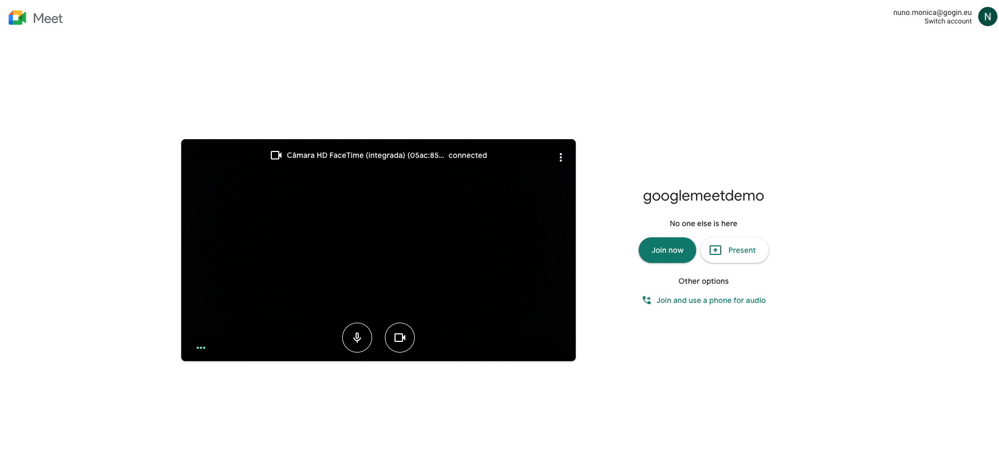 Meet
nuno.monica@gogin.eu
Switch account
N
Câmara HD FaceTime (integrada) (05ac:85... connected
googlemeetdemo
No one else is here
Join now
Present
Other options
Join and use a phone for audio